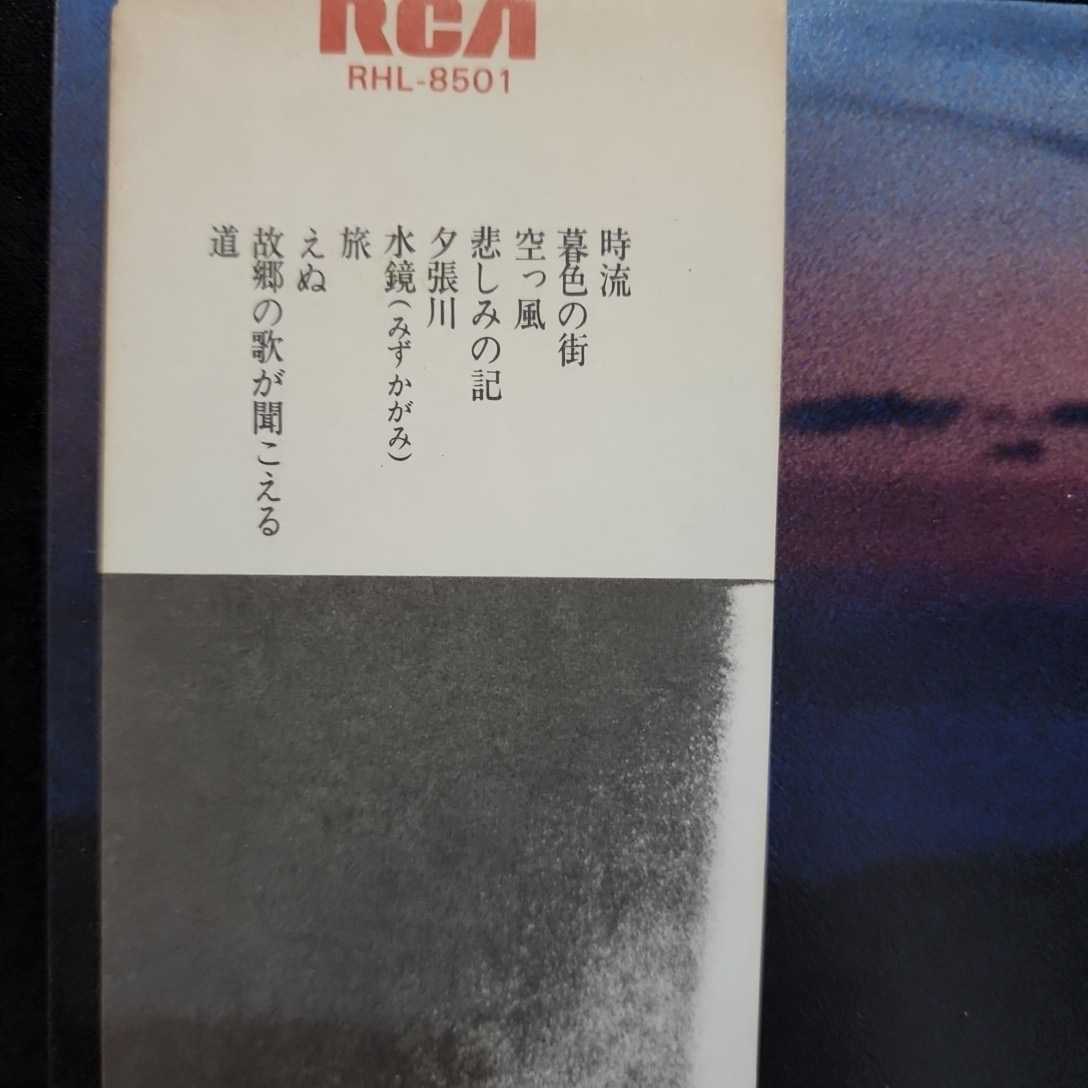 RCA
RHL-8501
時流
暮色の街
空っ風
悲しみの記
夕張川
水鏡(みずかがみ)
旅
えぬ
故郷の歌が聞こえる
道